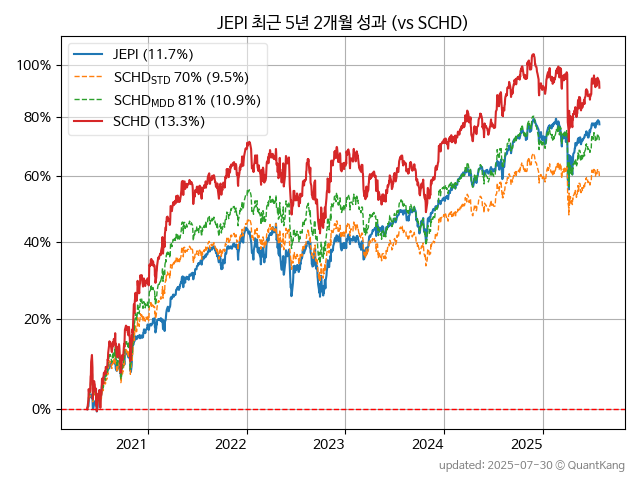 JEPI 최근 5년 2개월 성과 (vs SCHD)
JEPI (11.7%)
SCHD_STD 70% (9.5%)
SCHD_MDD 81% (10.9%)
SCHD (13.3%)
100%
80%
60%
40%
20%
0%
2021 2022 2023 2024 2025
updated: 2025-07-30 ⓒ QuantKang